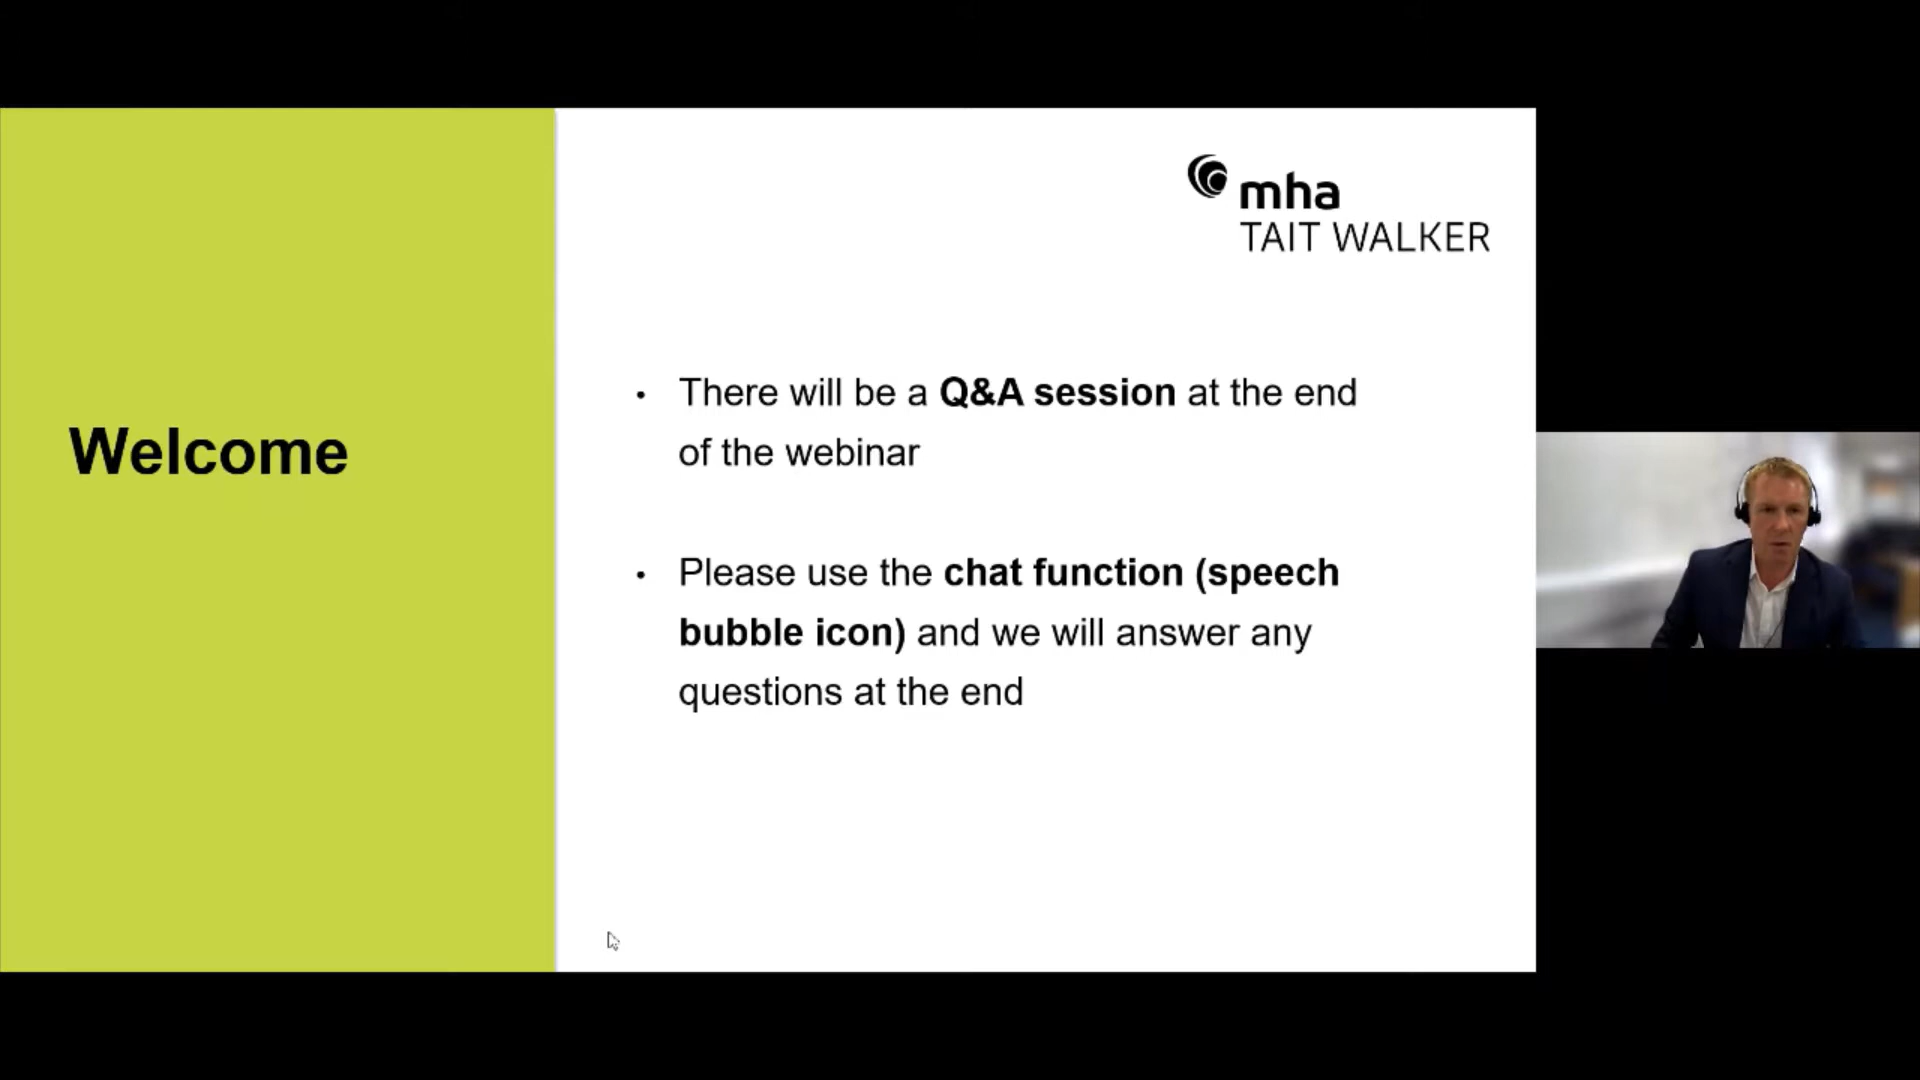 mha
TAIT WALKER
Welcome
• There will be a Q&A session at the end
of the webinar
• Please use the chat function (speech
bubble icon) and we will answer any
questions at the end